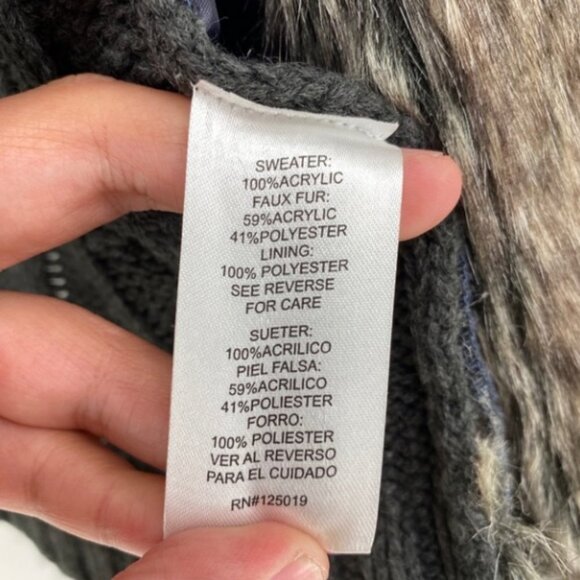 SWEATER:
100%ACRYLIC
FAUX FUR:
59%ACRYLIC
41%POLYESTER
LINING:
100% POLYESTER
SEE REVERSE
FOR CARE
SUETER:
100%ACRILICO
PIEL FALSA:
59%ACRILICO
41%POLIESTER
FORRO:
100% POLIESTER
VER AL REVERSO
PARA EL CUIDADO
RN#125019